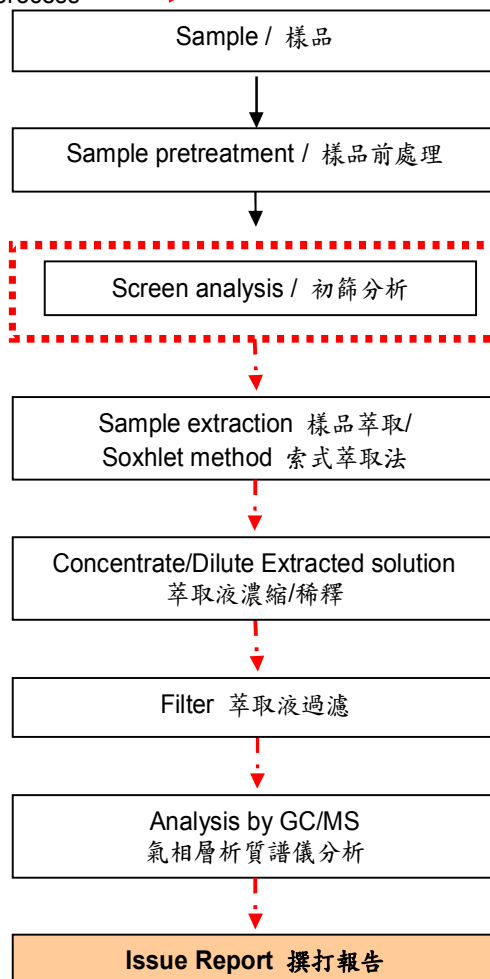 Sample / 樣品
Sample pretreatment / 樣品前處理
Screen analysis / 初篩分析
Sample extraction 樣品萃取/
Soxhlet method 索式萃取法
Concentrate/Dilute Extracted solution
萃取液濃縮/稀釋
Filter 萃取液過濾
Analysis by GC/MS
氣相層析質譜儀分析
Issue Report 撰打報告